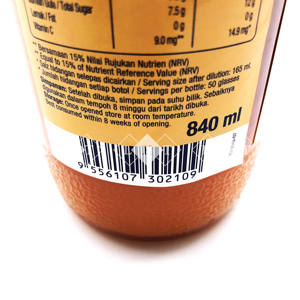 Jumlah Gula / Total Sugar 12 g
Lemak / Fat 7.5 g 0 g
Vitamin C 0 g 14.9 mg**
9.0 mg**
** Bersamaan 15% Nilai Rujukan Nutrien (NRV)
** Equal to 15% of Nutrient Reference Value (NRV)
* Saiz hidangan selepas dicairkan / Serving size after dilution: 165 ml
Jumlah hidangan setiap botol / Servings per bottle: 50 glasses
Simpanan: Setelah dibuka, simpan pada suhu bilik. Sebaiknya
digunakan dalam tempoh 8 minggu dari tarikh dibuka.
Storage: Once opened store at room temperature.
Best consumed within 8 weeks of opening.
840 ml
9 556107 302109